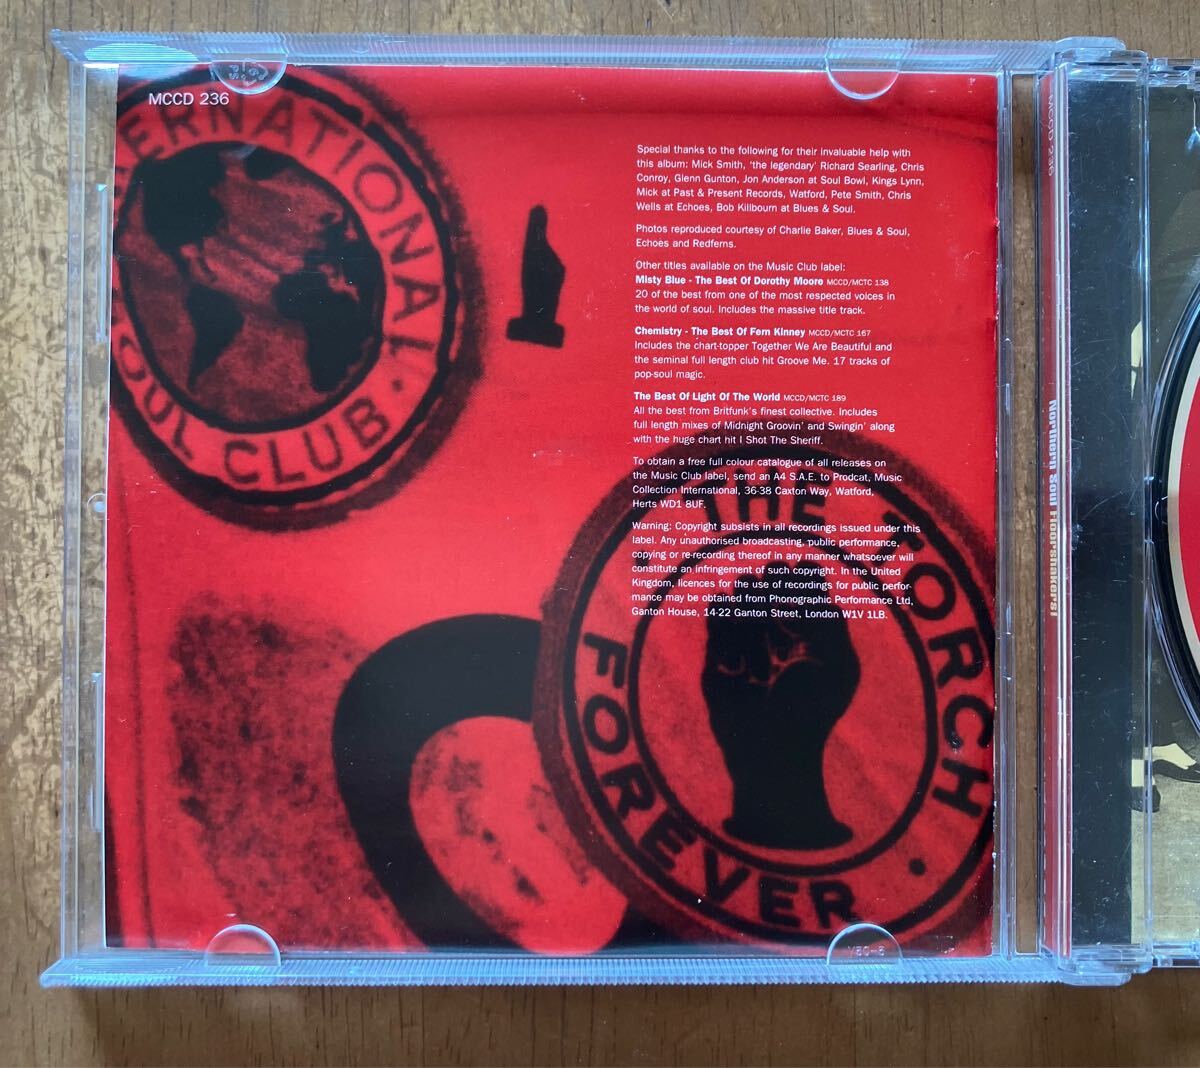 MCCD 236
ERNATIONAL
OUL CLUB ·
Special thanks to the following for their invaluable help with
this album: Mick Smith, 'the legendary' Richard Searling, Chris
Conroy, Glenn Gunton, Jon Anderson at Soul Bowl, Kings Lynn,
Mick at Past & Present Records, Watford, Pete Smith, Chris
Wells at Echoes, Bob Killbourn at Blues & Soul.
Photos reproduced courtesy of Charlie Baker, Blues & Soul,
Echoes and Redferns.
Other titles available on the Music Club label:
Misty Blue - The Best Of Dorothy Moore MCCD/MCTC 138
20 of the best from one of the most respected voices in
the world of soul. Includes the massive title track.
Chemistry - The Best Of Fern Kinney MCCD/MCTC 167
Includes the chart-topper Together We Are Beautiful and
the seminal full length club hit Groove Me. 17 tracks of
pop-soul magic.
The Best Of Light Of The World MCCD/MCTC 189
All the best from Britfunk's finest collective. Includes
full length mixes of Midnight Groovin' and Swingin' along
with the huge chart hit I Shot The Sheriff.
To obtain a free full colour catalogue of all releases on
the Music Club label, send an A4 S.A.E. to Prodcat, Music
Collection International, 36-38 Caxton Way, Watford,
Herts WD1 8UF.
Warning: Copyright subsists in all recordings issued under this
label. Any unauthorised broadcasting, public performance,
copying or re-recording thereof in any manner whatsoever will
constitute an infringement of such copyright. In the United
Kingdom, licences for the use of recordings for public perfor-
mance may be obtained from Phonographic Performance Ltd,
Ganton House, 14-22 Ganton Street, London W1V 1LB.
THE TORCH ·
FOREVER
MCCD 236
Northern Soul Floorshakers!